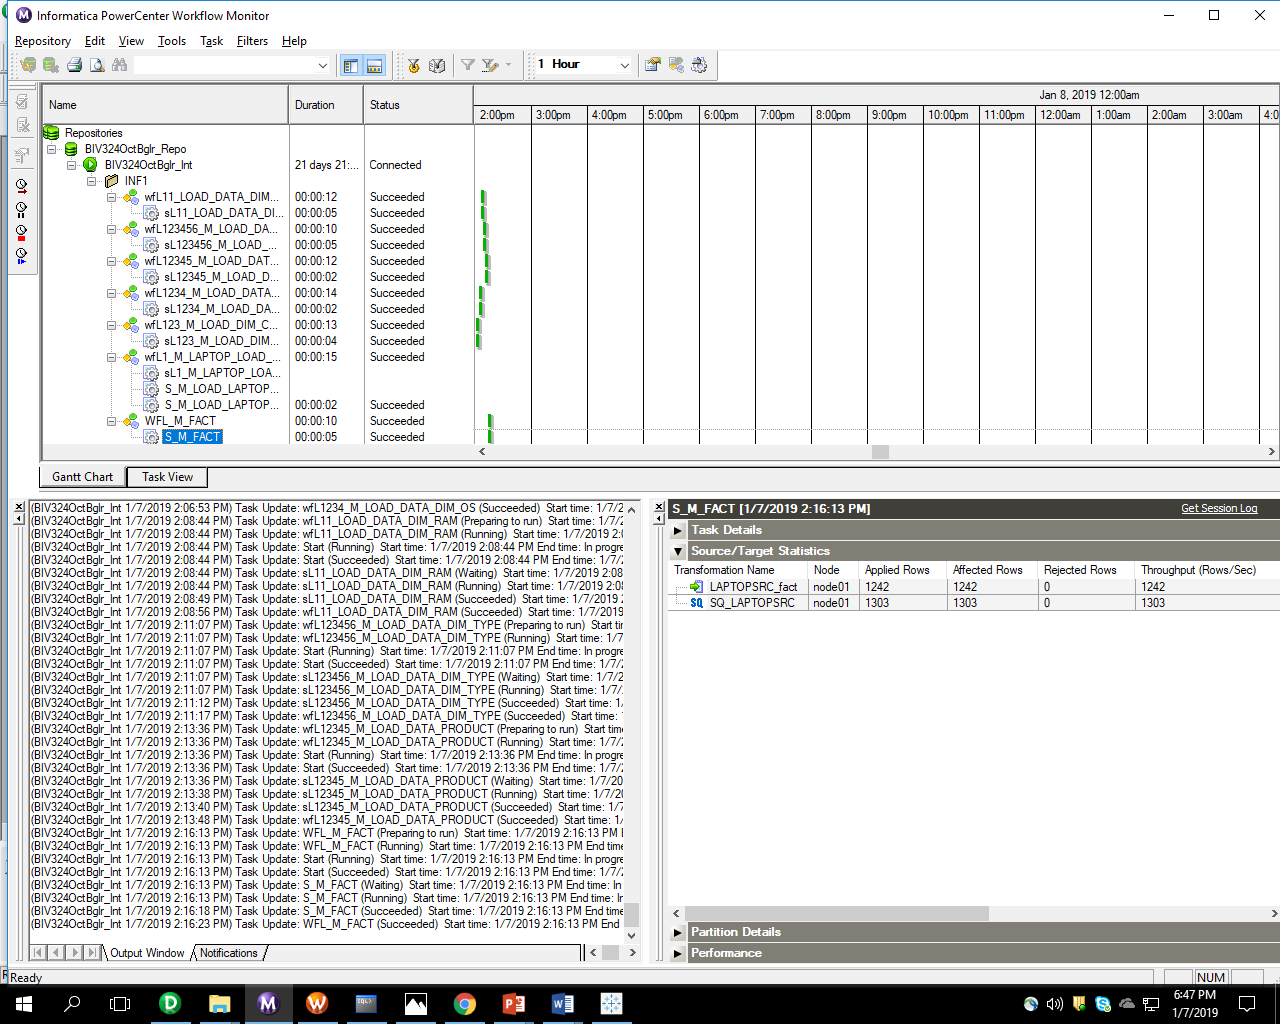 Informatica PowerCenter Workflow Monitor
Repository Edit View Tools Task Filters Help
1 Hour
Name Duration Status
Jan 8, 2019 12:00am
2:00pm 3:00pm 4:00pm 5:00pm 6:00pm 7:00pm 8:00pm 9:00pm 10:00pm 11:00pm 12:00am 1:00am 2:00am 3:00am 4:0
Repositories
BIV324OctBglr_Repo
BIV324OctBglr_Int 21 days 21:... Connected
INF1
wfL11_LOAD_DATA_DIM... 00:00:12 Succeeded
sL11_LOAD_DATA_DI... 00:00:05 Succeeded
wfL123456_M_LOAD_DA... 00:00:10 Succeeded
sL123456_M_LOAD_... 00:00:05 Succeeded
wfL12345_M_LOAD_DAT... 00:00:12 Succeeded
sL12345_M_LOAD_D... 00:00:02 Succeeded
wfL1234_M_LOAD_DATA... 00:00:14 Succeeded
sL1234_M_LOAD_DA... 00:00:02 Succeeded
wfL123_M_LOAD_DIM_C... 00:00:13 Succeeded
sL123_M_LOAD_DIM... 00:00:04 Succeeded
wfL1_M_LAPTOP_LOAD_... 00:00:15 Succeeded
sL1_M_LAPTOP_LOA...
S_M_LOAD_LAPTOP...
S_M_LOAD_LAPTOP... 00:00:02 Succeeded
WFL_M_FACT 00:00:10 Succeeded
S_M_FACT 00:00:05 Succeeded
Gantt Chart Task View
(BIV324OctBglr_Int 1/7/2019 2:06:53 PM) Task Update: wfL1234_M_LOAD_DATA_DIM_OS (Succeeded) Start time: 1/7/2
(BIV324OctBglr_Int 1/7/2019 2:08:44 PM) Task Update: wfL11_LOAD_DATA_DIM_RAM (Preparing to run) Start time: 1/7
(BIV324OctBglr_Int 1/7/2019 2:08:44 PM) Task Update: wfL11_LOAD_DATA_DIM_RAM (Running) Start time: 1/7/2019 2:0
(BIV324OctBglr_Int 1/7/2019 2:08:44 PM) Task Update: Start (Running) Start time: 1/7/2019 2:08:44 PM End time: In progre
(BIV324OctBglr_Int 1/7/2019 2:08:44 PM) Task Update: Start (Succeeded) Start time: 1/7/2019 2:08:44 PM End time: 1/7/2
(BIV324OctBglr_Int 1/7/2019 2:08:44 PM) Task Update: sL11_LOAD_DATA_DIM_RAM (Waiting) Start time: 1/7/2019 2:08
(BIV324OctBglr_Int 1/7/2019 2:08:44 PM) Task Update: sL11_LOAD_DATA_DIM_RAM (Running) Start time: 1/7/2019 2:08
(BIV324OctBglr_Int 1/7/2019 2:08:49 PM) Task Update: sL11_LOAD_DATA_DIM_RAM (Succeeded) Start time: 1/7/2019 2
(BIV324OctBglr_Int 1/7/2019 2:08:56 PM) Task Update: wfL11_LOAD_DATA_DIM_RAM (Succeeded) Start time: 1/7/2019
(BIV324OctBglr_Int 1/7/2019 2:11:07 PM) Task Update: wfL123456_M_LOAD_DATA_DIM_TYPE (Preparing to run) Start tir
(BIV324OctBglr_Int 1/7/2019 2:11:07 PM) Task Update: wfL123456_M_LOAD_DATA_DIM_TYPE (Running) Start time: 1/7/
(BIV324OctBglr_Int 1/7/2019 2:11:07 PM) Task Update: Start (Running) Start time: 1/7/2019 2:11:07 PM End time: In progre
(BIV324OctBglr_Int 1/7/2019 2:11:07 PM) Task Update: Start (Succeeded) Start time: 1/7/2019 2:11:07 PM End time: 1/7/2
(BIV324OctBglr_Int 1/7/2019 2:11:07 PM) Task Update: sL123456_M_LOAD_DATA_DIM_TYPE (Waiting) Start time: 1/7/20
(BIV324OctBglr_Int 1/7/2019 2:11:07 PM) Task Update: sL123456_M_LOAD_DATA_DIM_TYPE (Running) Start time: 1/7/2
(BIV324OctBglr_Int 1/7/2019 2:11:12 PM) Task Update: sL123456_M_LOAD_DATA_DIM_TYPE (Succeeded) Start time: 1/7
(BIV324OctBglr_Int 1/7/2019 2:11:17 PM) Task Update: wfL123456_M_LOAD_DATA_DIM_TYPE (Succeeded) Start time: 1/
(BIV324OctBglr_Int 1/7/2019 2:13:36 PM) Task Update: wfL12345_M_LOAD_DATA_PRODUCT (Preparing to run) Start time:
(BIV324OctBglr_Int 1/7/2019 2:13:36 PM) Task Update: wfL12345_M_LOAD_DATA_PRODUCT (Running) Start time: 1/7/2
(BIV324OctBglr_Int 1/7/2019 2:13:36 PM) Task Update: Start (Running) Start time: 1/7/2019 2:13:36 PM End time: In progre
(BIV324OctBglr_Int 1/7/2019 2:13:36 PM) Task Update: Start (Succeeded) Start time: 1/7/2019 2:13:36 PM End time: 1/7/2
(BIV324OctBglr_Int 1/7/2019 2:13:36 PM) Task Update: sL12345_M_LOAD_DATA_PRODUCT (Waiting) Start time: 1/7/20
(BIV324OctBglr_Int 1/7/2019 2:13:38 PM) Task Update: sL12345_M_LOAD_DATA_PRODUCT (Running) Start time: 1/7/20
(BIV324OctBglr_Int 1/7/2019 2:13:40 PM) Task Update: sL12345_M_LOAD_DATA_PRODUCT (Succeeded) Start time: 1/7/
(BIV324OctBglr_Int 1/7/2019 2:13:48 PM) Task Update: wfL12345_M_LOAD_DATA_PRODUCT (Succeeded) Start time: 1/7
(BIV324OctBglr_Int 1/7/2019 2:16:13 PM) Task Update: WFL_M_FACT (Preparing to run) Start time: 1/7/2019 2:16:13 PM E
(BIV324OctBglr_Int 1/7/2019 2:16:13 PM) Task Update: WFL_M_FACT (Running) Start time: 1/7/2019 2:16:13 PM End time
(BIV324OctBglr_Int 1/7/2019 2:16:13 PM) Task Update: Start (Running) Start time: 1/7/2019 2:16:13 PM End time: In progre
(BIV324OctBglr_Int 1/7/2019 2:16:13 PM) Task Update: Start (Succeeded) Start time: 1/7/2019 2:16:13 PM End time: 1/7/2
(BIV324OctBglr_Int 1/7/2019 2:16:13 PM) Task Update: S_M_FACT (Waiting) Start time: 1/7/2019 2:16:13 PM End time: In
(BIV324OctBglr_Int 1/7/2019 2:16:13 PM) Task Update: S_M_FACT (Running) Start time: 1/7/2019 2:16:13 PM End time: In
(BIV324OctBglr_Int 1/7/2019 2:16:18 PM) Task Update: S_M_FACT (Succeeded) Start time: 1/7/2019 2:16:13 PM End time
(BIV324OctBglr_Int 1/7/2019 2:16:23 PM) Task Update: WFL_M_FACT (Succeeded) Start time: 1/7/2019 2:16:13 PM End
Output Window Notifications
S_M_FACT [1/7/2019 2:16:13 PM] Get Session Log
Task Details
Source/Target Statistics
Transformation Name Node Applied Rows Affected Rows Rejected Rows Throughput (Rows/Sec)
LAPTOPSRC_fact node01 1242 1242 0 1242
SQ SQ_LAPTOPSRC node01 1303 1303 0 1303
Partition Details
Performance
Ready NUM
6:47 PM
1/7/2019